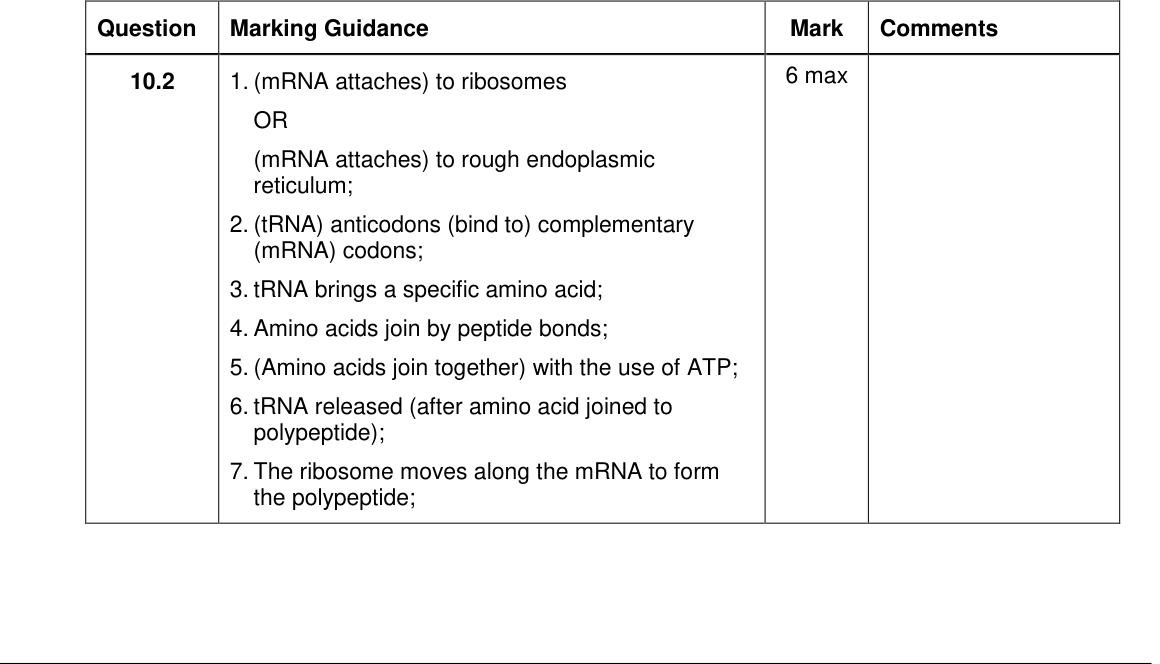 Question Marking Guidance Mark Comments
10.2 1. (mRNA attaches) to ribosomes 6 max
OR
(mRNA attaches) to rough endoplasmic
reticulum;
2. (tRNA) anticodons (bind to) complementary
(mRNA) codons;
3. tRNA brings a specific amino acid;
4. Amino acids join by peptide bonds;
5. (Amino acids join together) with the use of ATP;
6. tRNA released (after amino acid joined to
polypeptide);
7. The ribosome moves along the mRNA to form
the polypeptide;